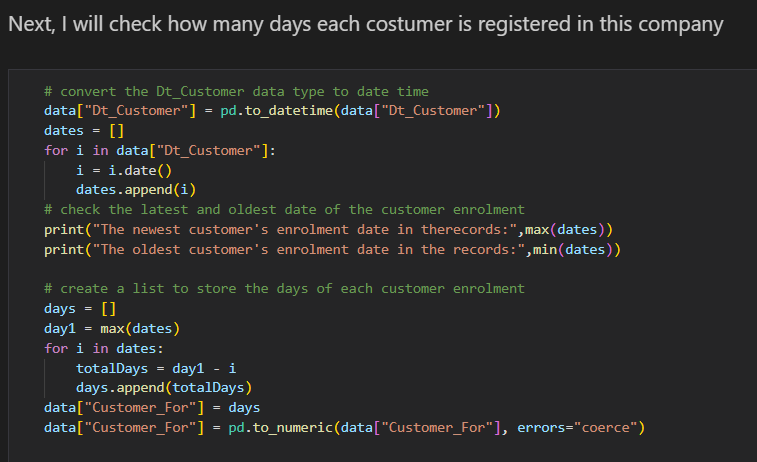 Next, I will check how many days each costumer is registered in this company
# convert the Dt_Customer data type to date time
data["Dt_Customer"] = pd.to_datetime(data["Dt_Customer"])
dates = []
for i in data["Dt_Customer"]:
    i = i.date()
    dates.append(i)
# check the latest and oldest date of the customer enrolment
print("The newest customer's enrolment date in therecords:",max(dates))
print("The oldest customer's enrolment date in the records:",min(dates))
# create a list to store the days of each customer enrolment
days = []
day1 = max(dates)
for i in dates:
    totalDays = day1 - i
    days.append(totalDays)
data["Customer_For"] = days
data["Customer_For"] = pd.to_numeric(data["Customer_For"], errors="coerce")